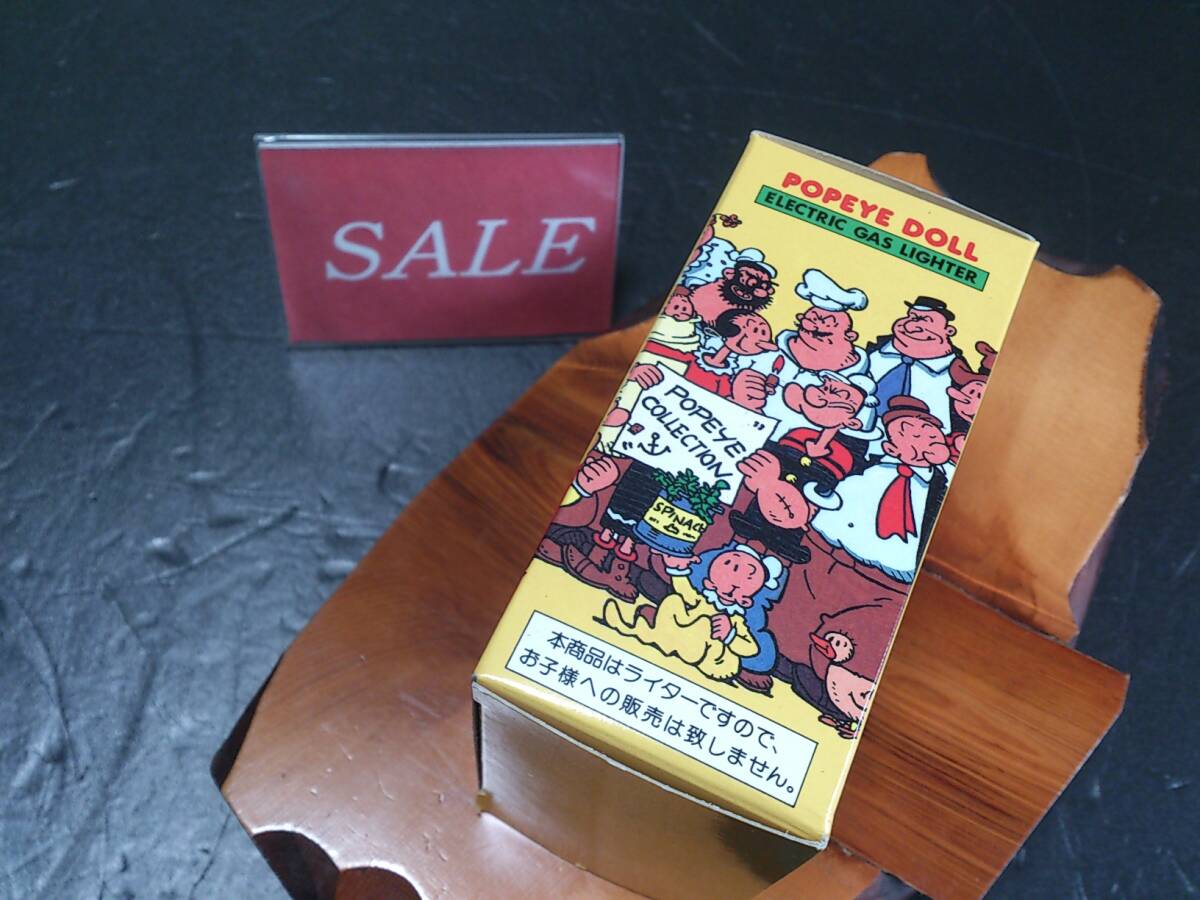 SALE
POPEYE DOLL
ELECTRIC GAS LIGHTER
POPEYE
COLLECTION
SPINACH
本商品はライターですので、
お子様への販売は致しません。